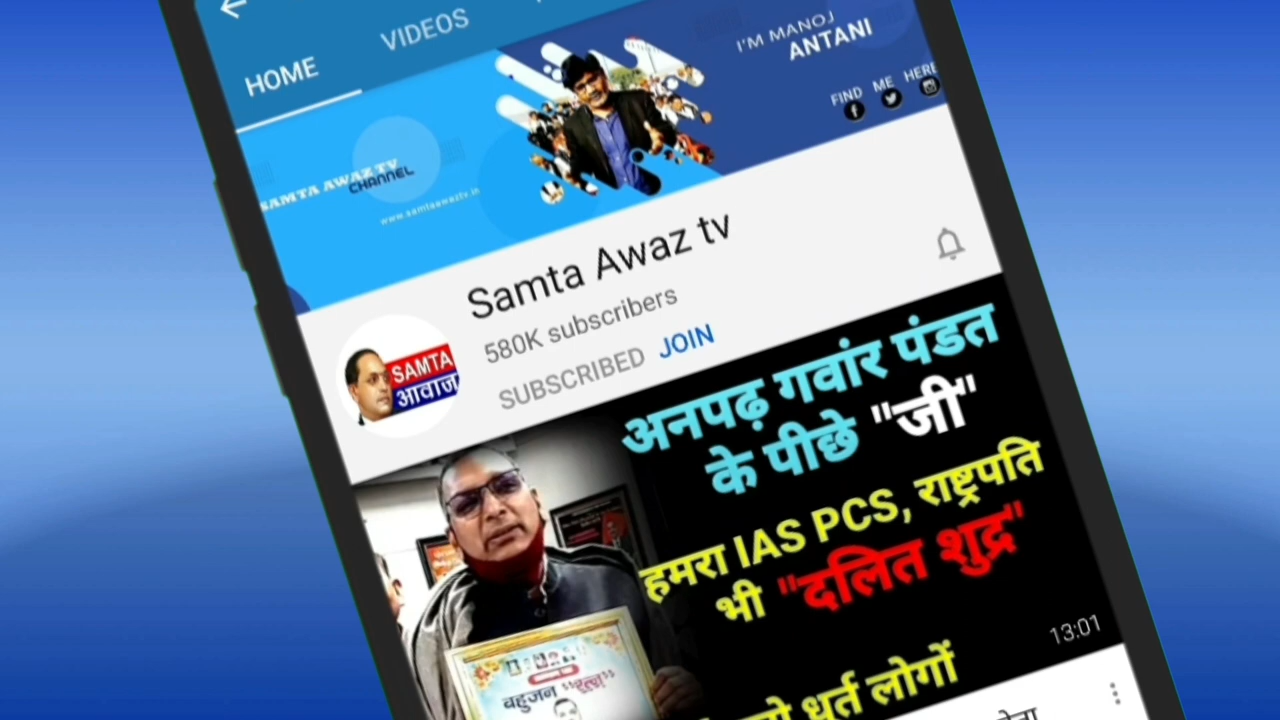 HOME
VIDEOS
I'M MANOJ
ANTANI
FIND ME HERE
SAMTA AWAZ TV
CHANNEL
www.samtaawaztv.in
Samta Awaz tv
580K subscribers
SUBSCRIBED JOIN
SAMTA
आवाज
अनपढ़ गवांर पंडत
के पीछे "जी"
हमरा IAS PCS, राष्ट्रपति
भी "दलित शुद्र"
धुर्त लोगों
13:01
बहुजन "रत्न"